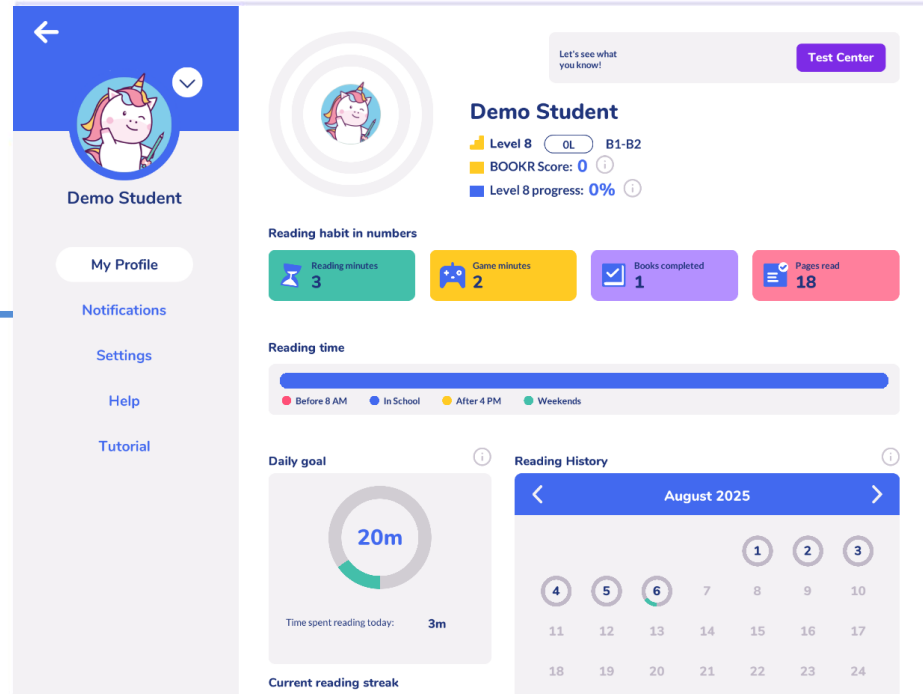 Demo Student
My Profile
Notifications
Settings
Help
Tutorial
Let's see what
you know!
Test Center
Demo Student
Level 8 0L B1-B2
BOOKR Score: 0
Level 8 progress: 0%
Reading habit in numbers
Reading minutes
3
Game minutes
2
Books completed
1
Pages read
18
Reading time
Before 8 AM In School After 4 PM Weekends
Daily goal
20m
Time spent reading today: 3m
Current reading streak
Reading History
August 2025
1 2 3
4 5 6 7 8 9 10
11 12 13 14 15 16 17
18 19 20 21 22 23 24